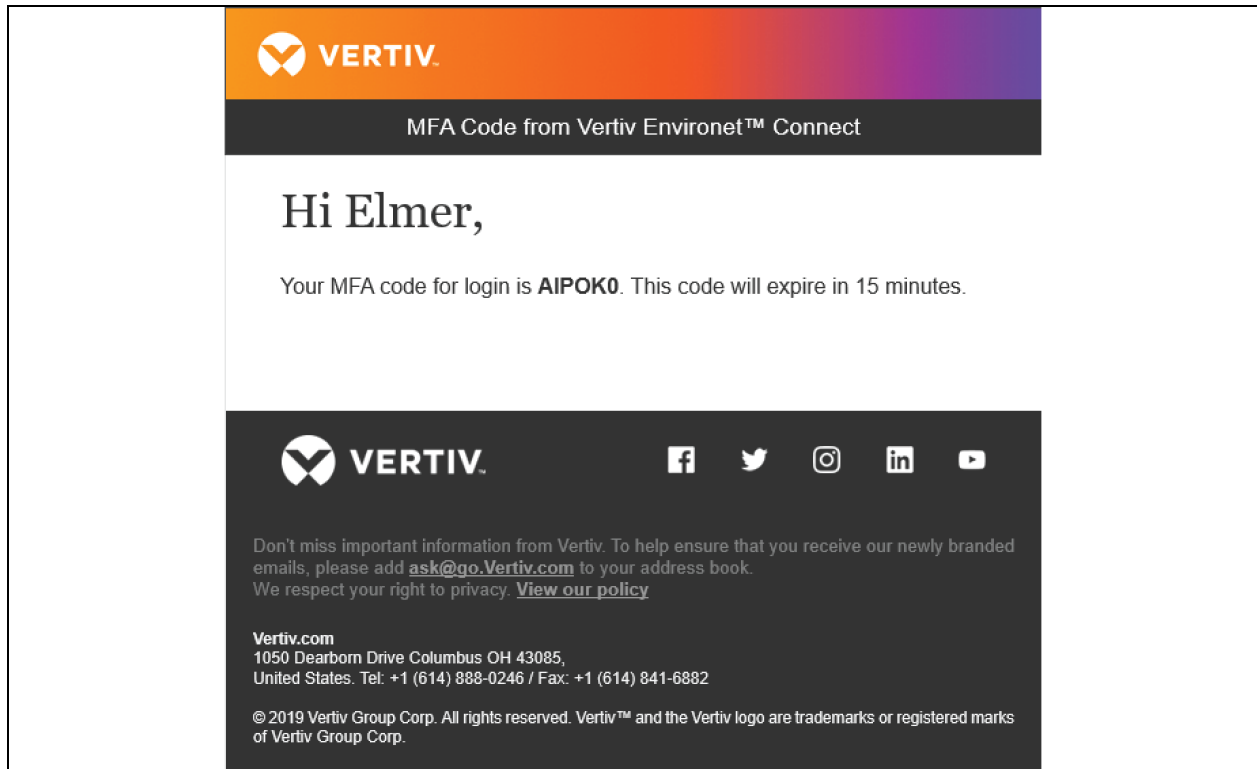 VERTIV™
MFA Code from Vertiv Environet™ Connect
Hi Elmer,
Your MFA code for login is AIPOK0. This code will expire in 15 minutes.
VERTIV™
Don't miss important information from Vertiv. To help ensure that you receive our newly branded
emails, please add ask@go.Vertiv.com to your address book.
We respect your right to privacy. View our policy
Vertiv.com
1050 Dearborn Drive Columbus OH 43085,
United States. Tel: +1 (614) 888-0246 / Fax: +1 (614) 841-6882
© 2019 Vertiv Group Corp. All rights reserved. Vertiv™ and the Vertiv logo are trademarks or registered marks
of Vertiv Group Corp.